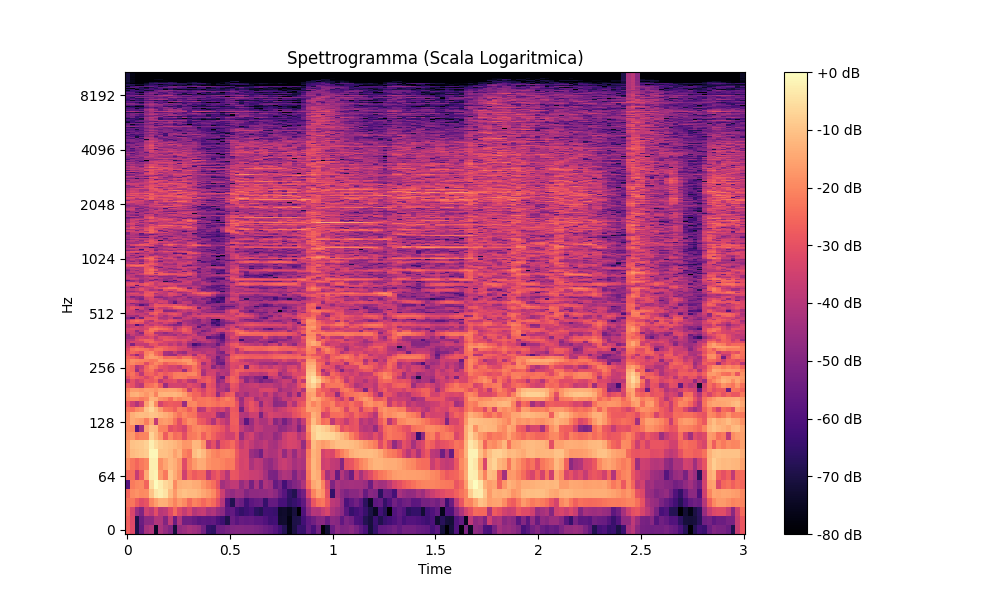 Spettrogramma (Scala Logaritmica)
Hz
8192
4096
2048
1024
512
256
128
64
0
0 0.5 1 1.5 2 2.5 3
Time
+0 dB
-10 dB
-20 dB
-30 dB
-40 dB
-50 dB
-60 dB
-70 dB
-80 dB